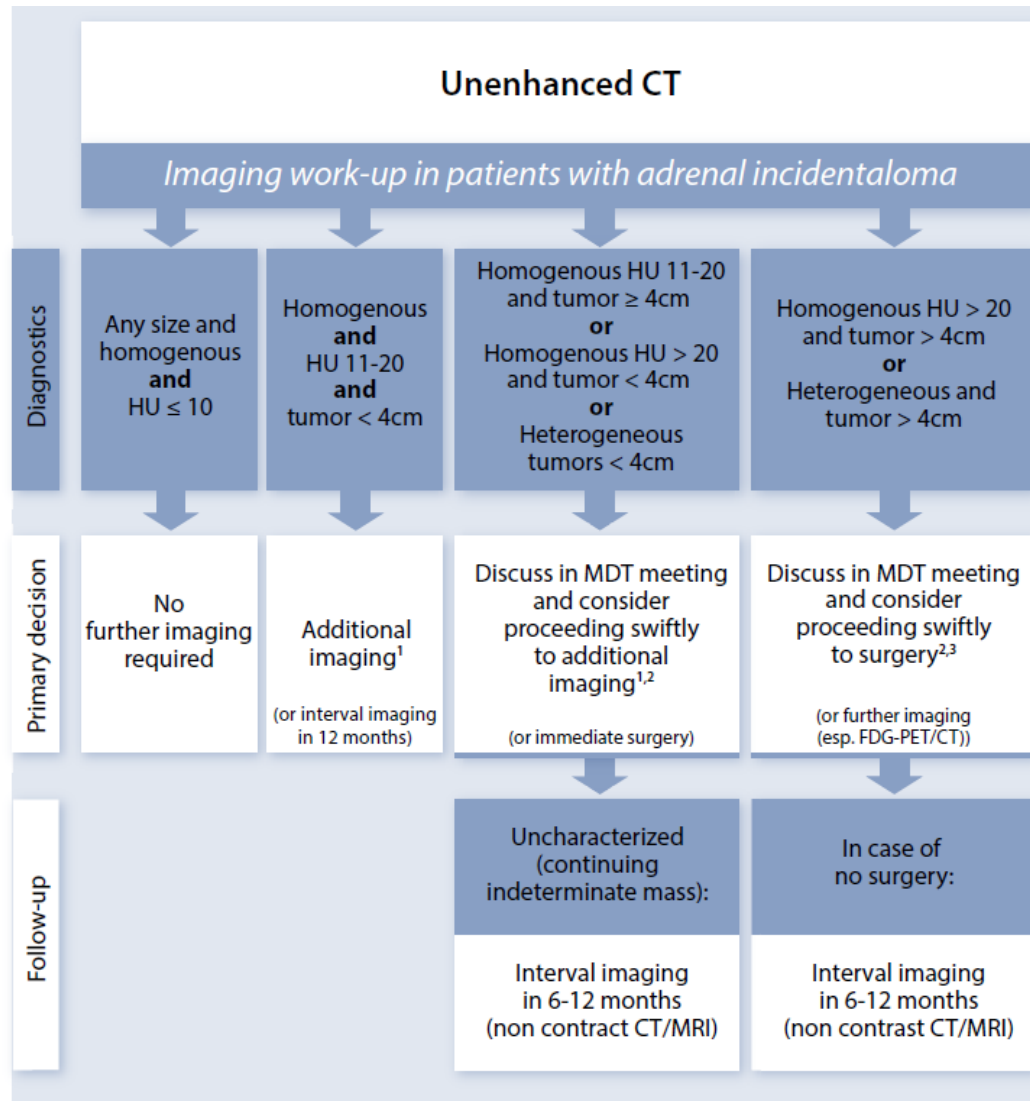 Unenhanced CT
Imaging work-up in patients with adrenal incidentaloma
Diagnostics
Any size and
homogenous
and
HU ≤ 10
Homogenous
and
HU 11-20
and
tumor < 4cm
Homogenous HU 11-20
and tumor ≥ 4cm
or
Homogenous HU > 20
and tumor < 4cm
or
Heterogeneous
tumors < 4cm
Homogenous HU > 20
and tumor > 4cm
or
Heterogeneous and
tumor > 4cm
Primary decision
No
further imaging
required
Additional
imaging¹
(or interval imaging
in 12 months)
Discuss in MDT meeting
and consider
proceeding swiftly
to additional
imaging¹,²
(or immediate surgery)
Discuss in MDT meeting
and consider
proceeding swiftly
to surgery²,³
(or further imaging
(esp. FDG-PET/CT))
Follow-up
Uncharacterized
(continuing
indeterminate mass):
Interval imaging
in 6-12 months
(non contract CT/MRI)
In case of
no surgery:
Interval imaging
in 6-12 months
(non contrast CT/MRI)